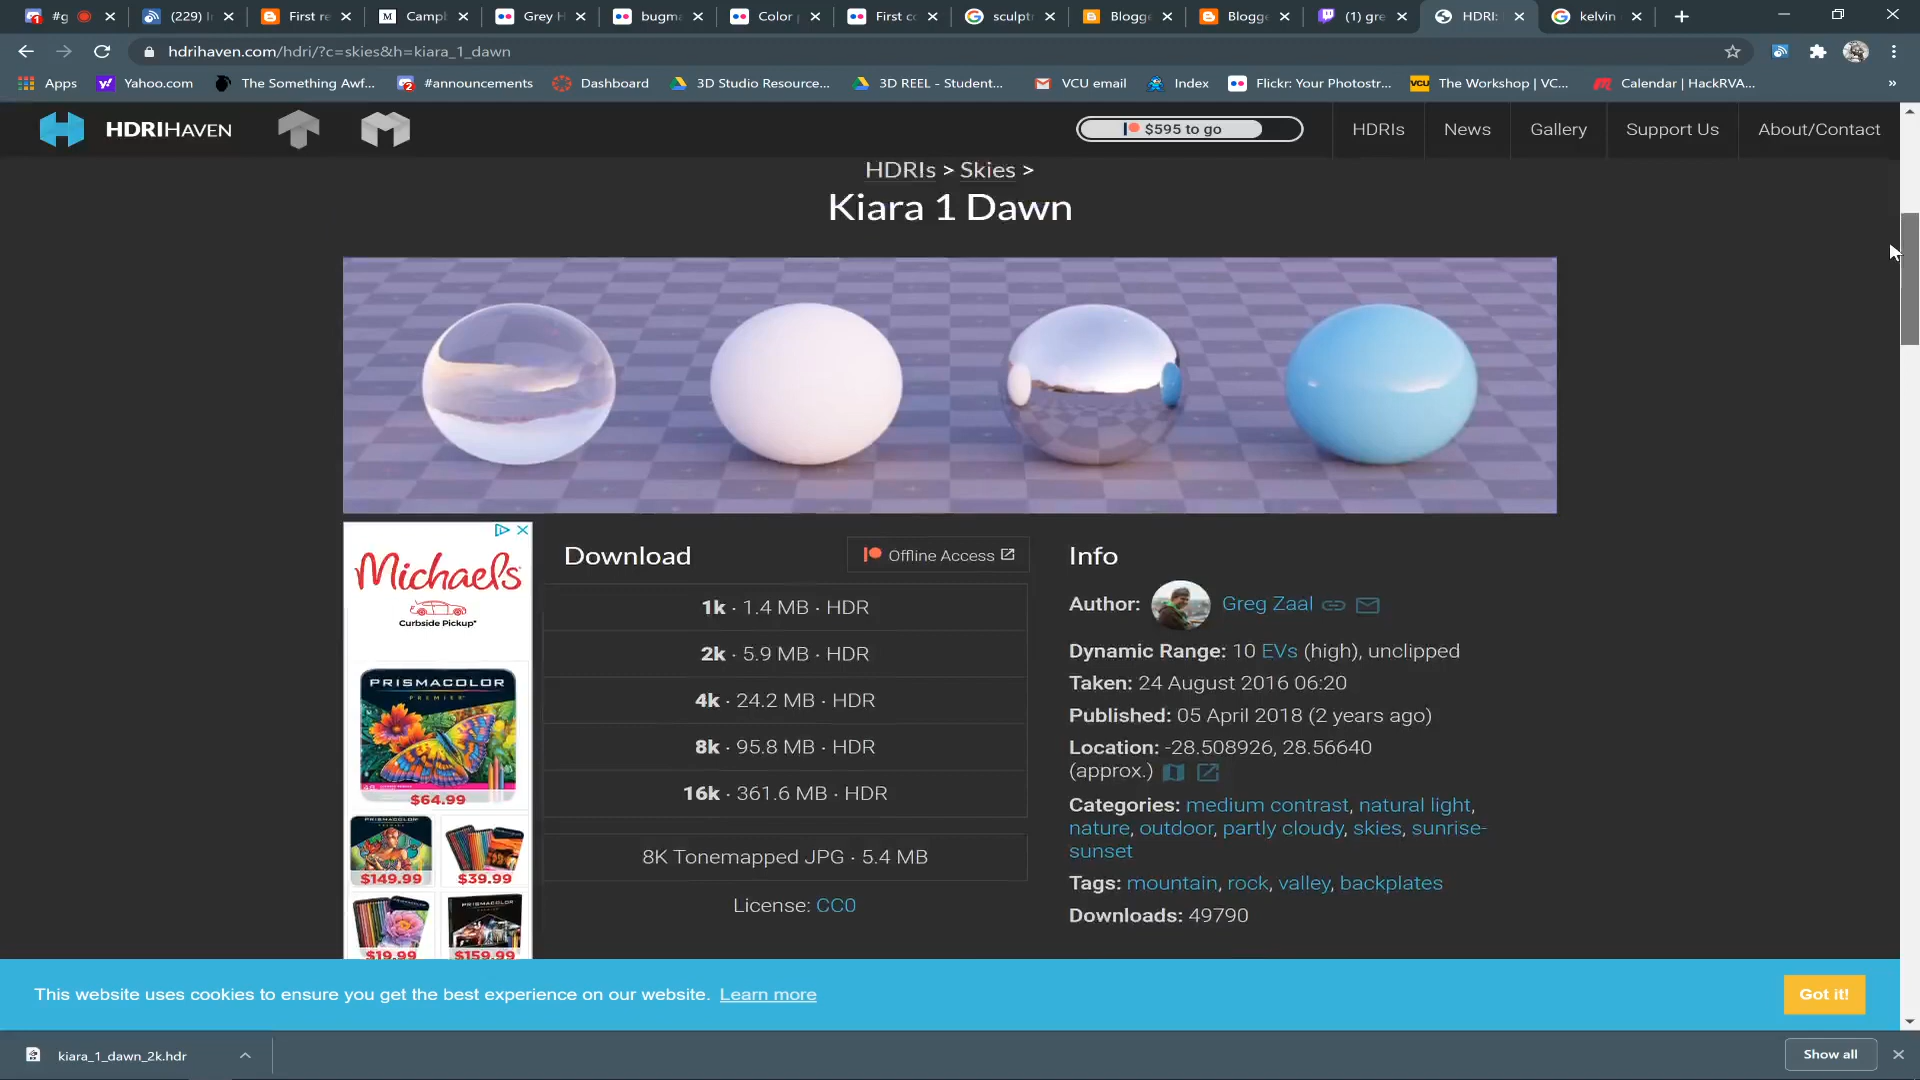 #g
(229) I
First re
Camp
Grey H
bugma
Color
First co
sculpt
Blogge
Blogge
(1) gre
HDRI:
kelvin
hdrihaven.com/hdri/?c=skies&h=kiara_1_dawn
Apps
Yahoo.com
The Something Awf...
#announcements
Dashboard
3D Studio Resource...
3D REEL - Student...
VCU email
Index
Flickr: Your Photostr...
The Workshop | VC...
Calendar | HackRVA...
»
HDRIHAVEN
$595 to go
HDRIs
News
Gallery
Support Us
About/Contact
HDRIs > Skies >
Kiara 1 Dawn
Michaels
Curbside Pickup*
PRISMACOLOR
PREMIER
$64.99
$149.99
$39.99
PRISMACOLOR
$19.99
$159.99
Download
Offline Access
1k · 1.4 MB · HDR
2k · 5.9 MB · HDR
4k · 24.2 MB · HDR
8k · 95.8 MB · HDR
16k · 361.6 MB · HDR
8K Tonemapped JPG · 5.4 MB
License: CC0
Info
Author: Greg Zaal
Dynamic Range: 10 EVs (high), unclipped
Taken: 24 August 2016 06:20
Published: 05 April 2018 (2 years ago)
Location: -28.508926, 28.56640
(approx.)
Categories: medium contrast, natural light,
nature, outdoor, partly cloudy, skies, sunrise-
sunset
Tags: mountain, rock, valley, backplates
Downloads: 49790
This website uses cookies to ensure you get the best experience on our website. Learn more
Got it!
kiara_1_dawn_2k.hdr
Show all